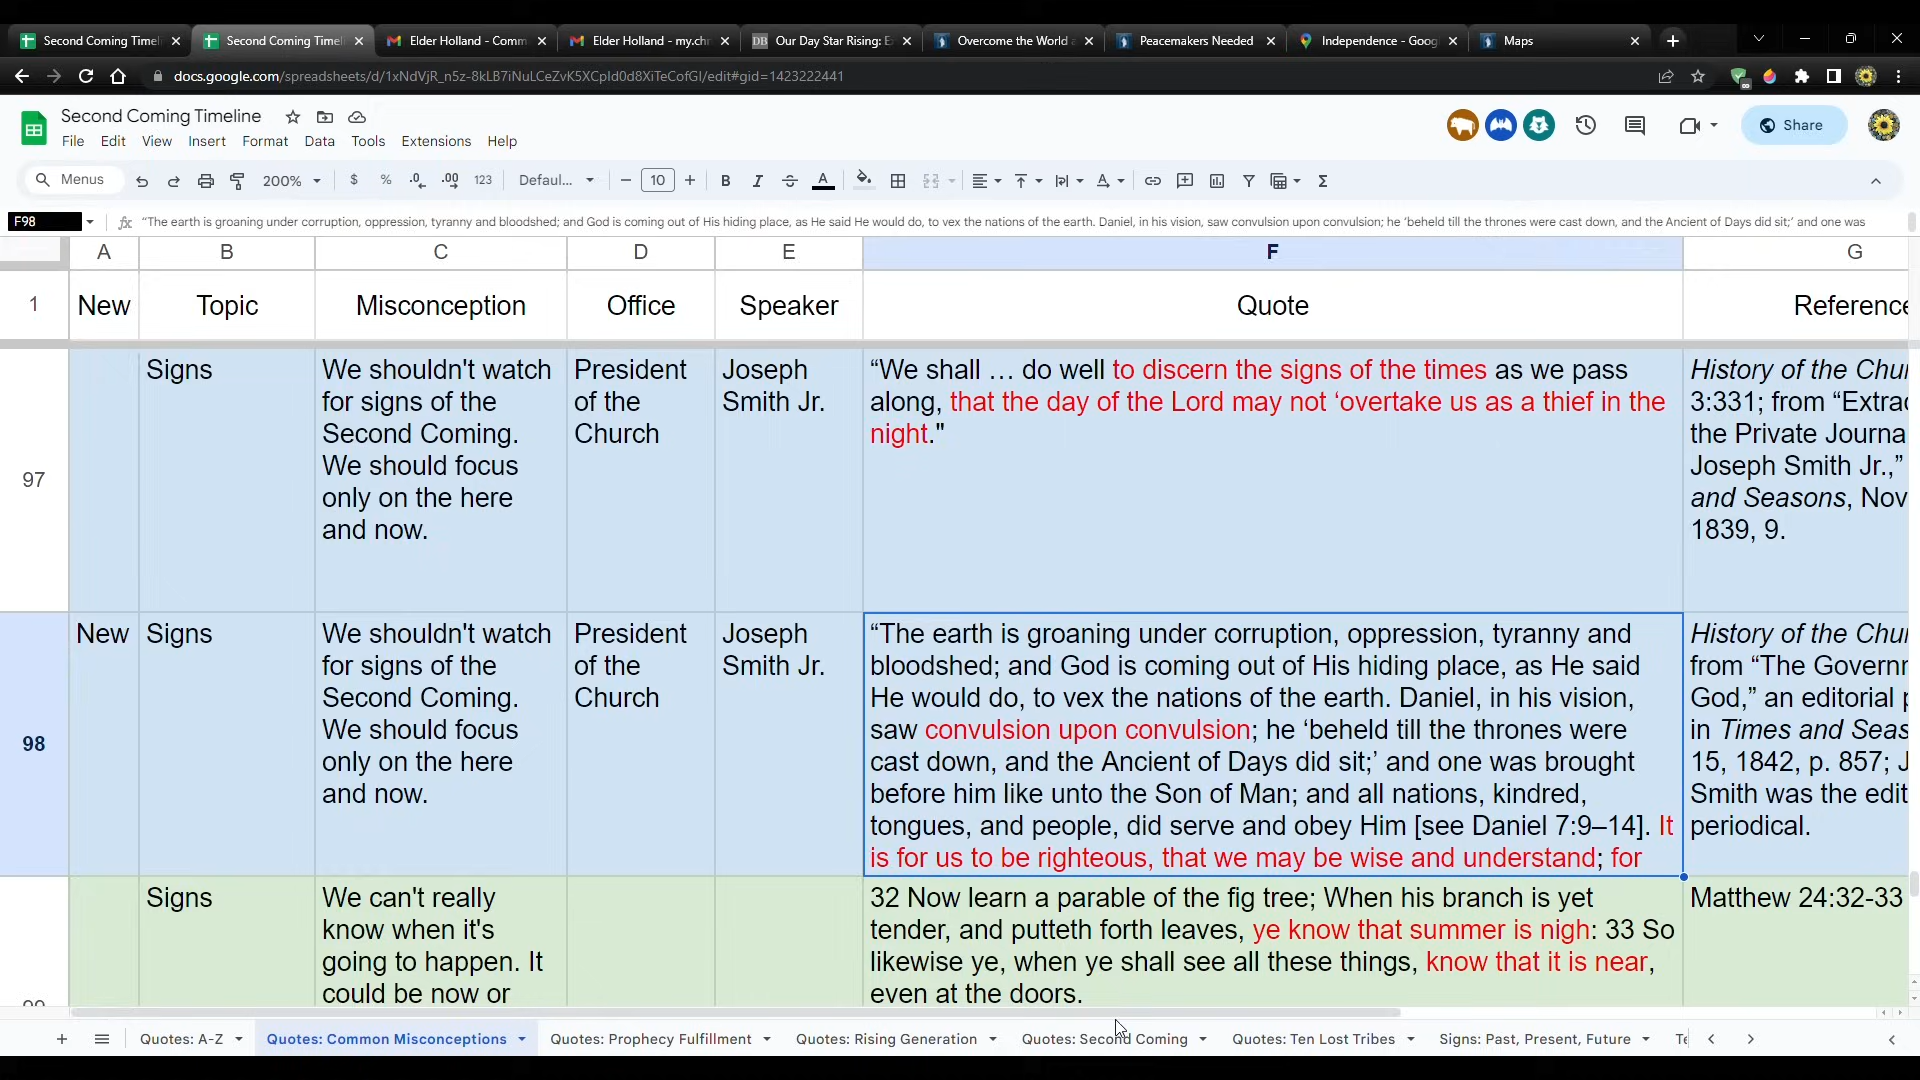 Second Coming Timel
Second Coming Timel
Elder Holland - Comm
Elder Holland - my.chr
DB Our Day Star Rising: E
Overcome the World a
Peacemakers Needed
Independence - Goog
Maps
docs.google.com/spreadsheets/d/1xNdVjR_n5z-8kLB7iNuLCeZvK5XCpId0d8XiTeCofGI/edit#gid=1423222441
Second Coming Timeline
File Edit View Insert Format Data Tools Extensions Help
Share
Menus 200% $ % .0 .00 123 Defaul... 10 B I A
F98
fx “The earth is groaning under corruption, oppression, tyranny and bloodshed; and God is coming out of His hiding place, as He said He would do, to vex the nations of the earth. Daniel, in his vision, saw convulsion upon convulsion; he ‘beheld till the thrones were cast down, and the Ancient of Days did sit;’ and one was
A B C D E F G
1 New Topic Misconception Office Speaker Quote Reference
97
Signs
We shouldn't watch
for signs of the
Second Coming.
We should focus
only on the here
and now.
President
of the
Church
Joseph
Smith Jr.
“We shall … do well to discern the signs of the times as we pass
along, that the day of the Lord may not ‘overtake us as a thief in the
night."
History of the Chur
3:331; from “Extrac
the Private Journa
Joseph Smith Jr.,”
and Seasons, Nov
1839, 9.
98
New
Signs
We shouldn't watch
for signs of the
Second Coming.
We should focus
only on the here
and now.
President
of the
Church
Joseph
Smith Jr.
“The earth is groaning under corruption, oppression, tyranny and
bloodshed; and God is coming out of His hiding place, as He said
He would do, to vex the nations of the earth. Daniel, in his vision,
saw convulsion upon convulsion; he ‘beheld till the thrones were
cast down, and the Ancient of Days did sit;’ and one was brought
before him like unto the Son of Man; and all nations, kindred,
tongues, and people, did serve and obey Him [see Daniel 7:9–14]. It
is for us to be righteous, that we may be wise and understand; for
History of the Chur
from “The Governm
God,” an editorial p
in Times and Seas
15, 1842, p. 857; J
Smith was the edit
periodical.
99
Signs
We can't really
know when it's
going to happen. It
could be now or
32 Now learn a parable of the fig tree; When his branch is yet
tender, and putteth forth leaves, ye know that summer is nigh: 33 So
likewise ye, when ye shall see all these things, know that it is near,
even at the doors.
Matthew 24:32-33
Quotes: A-Z
Quotes: Common Misconceptions
Quotes: Prophecy Fulfillment
Quotes: Rising Generation
Quotes: Second Coming
Quotes: Ten Lost Tribes
Signs: Past, Present, Future
Te